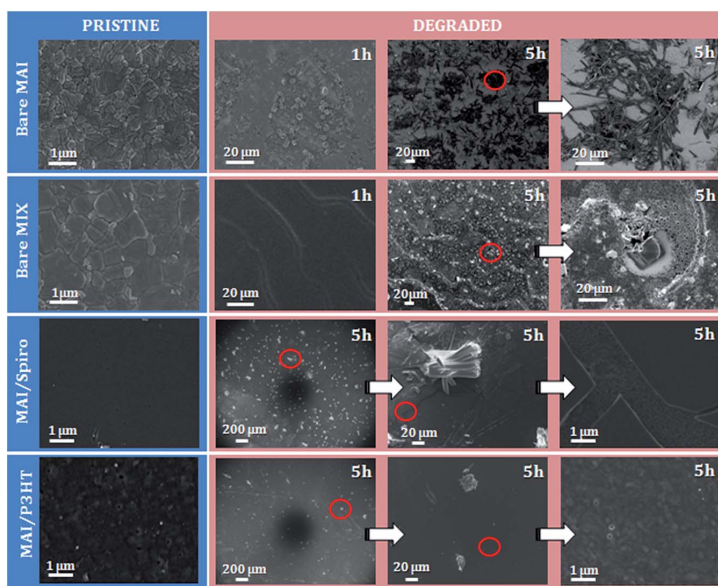 PRISTINE
DEGRADED
Bare MAI
1µm
1h
20 µm
5h
20µm
5h
20 µm
Bare MIX
1µm
1h
20 µm
5h
20µm
5h
20 µm
MAI/Spiro
1 µm
5h
200 µm
5h
20 µm
5h
1 µm
MAI/P3HT
1 µm
5h
200 µm
5h
20 µm
5h
1 µm